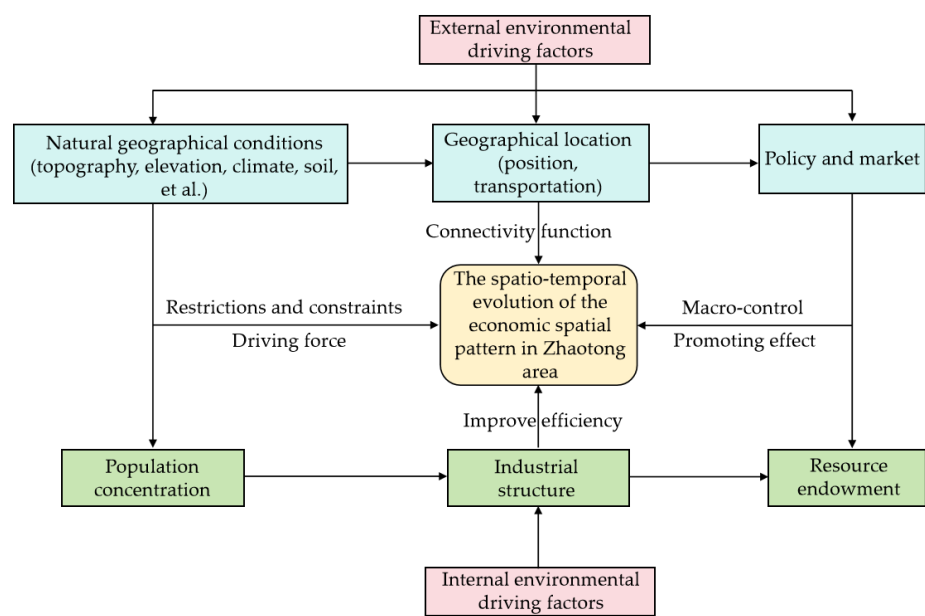 External environmental
driving factors
Natural geographical conditions
(topography, elevation, climate, soil,
et al.)
Geographical location
(position,
transportation)
Policy and market
Connectivity function
The spatio-temporal
evolution of the
economic spatial
pattern in Zhaotong
area
Restrictions and constraints
Driving force
Macro-control
Promoting effect
Improve efficiency
Population
concentration
Industrial
structure
Resource
endowment
Internal environmental
driving factors